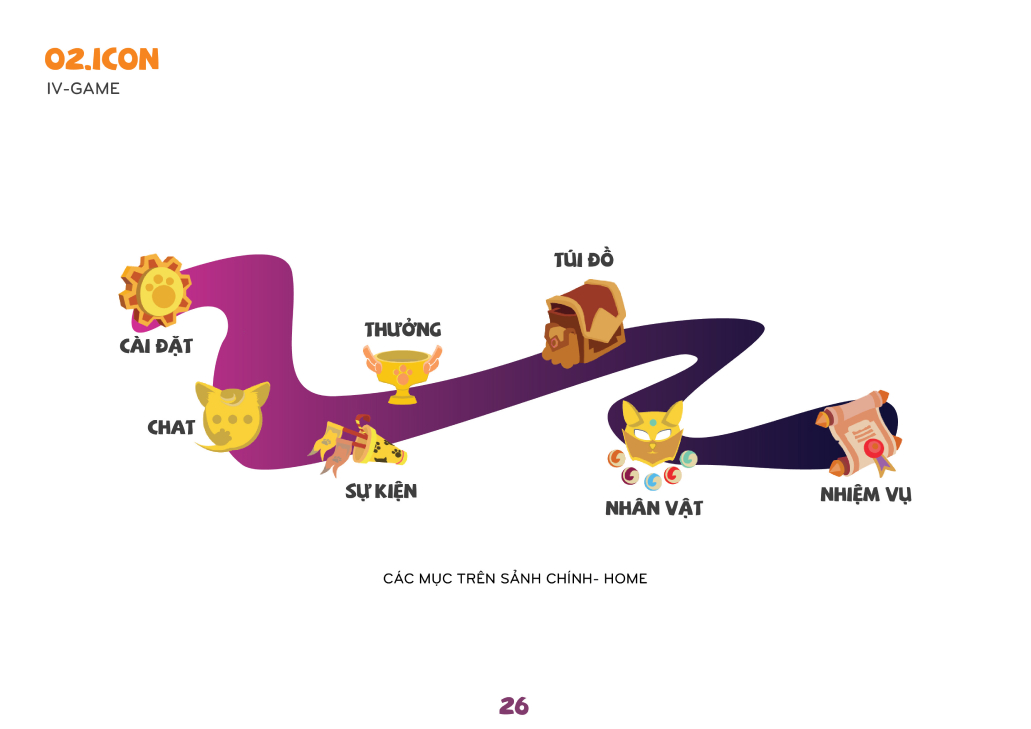 02.ICON
IV-GAME
TÚI ĐỒ
THƯỞNG
CÀI ĐẶT
CHAT
SỰ KIỆN
NHÂN VẬT
NHIỆM VỤ
CÁC MỤC TRÊN SẢNH CHÍNH- HOME
26